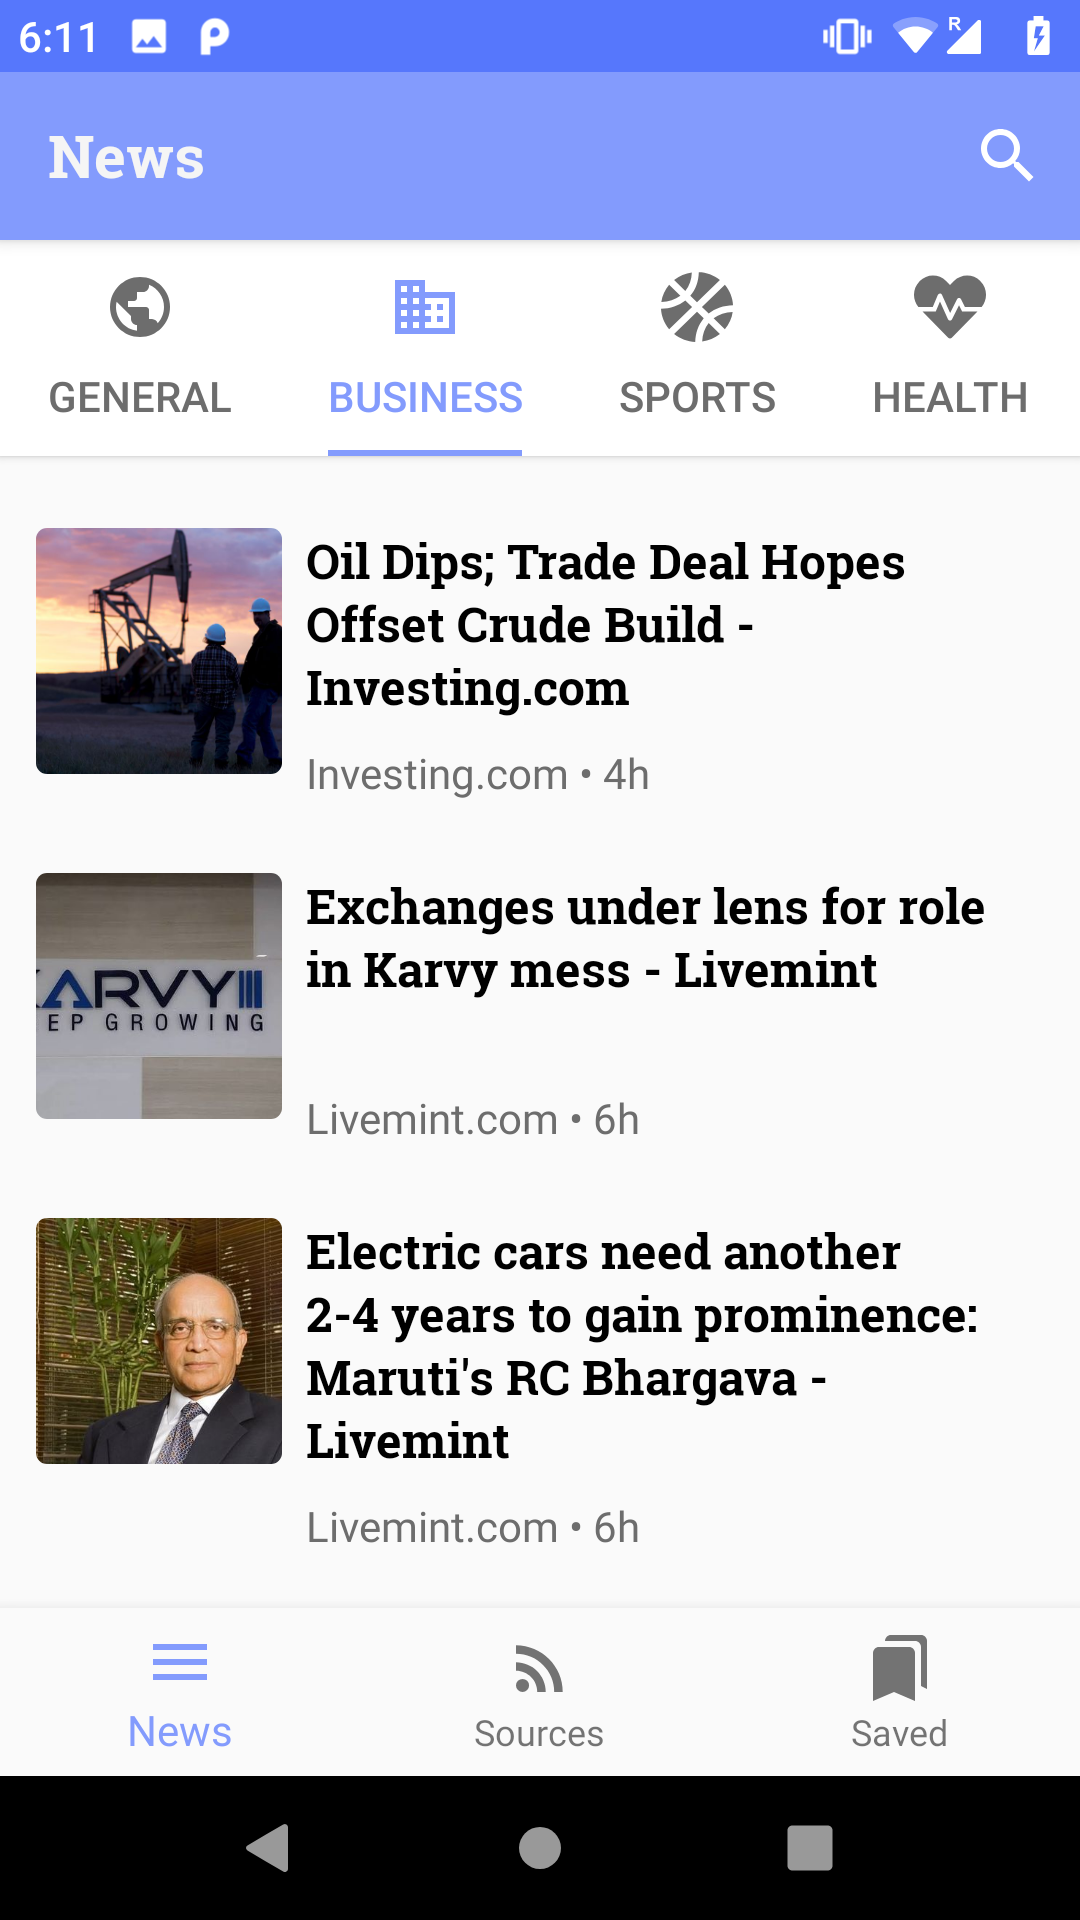 6:11
R
News
GENERAL
BUSINESS
SPORTS
HEALTH
Oil Dips; Trade Deal Hopes
Offset Crude Build -
Investing.com
Investing.com • 4h
KARVY
EP GROWING
Exchanges under lens for role
in Karvy mess - Livemint
Livemint.com • 6h
Electric cars need another
2-4 years to gain prominence:
Maruti's RC Bhargava -
Livemint
Livemint.com • 6h
News
Sources
Saved